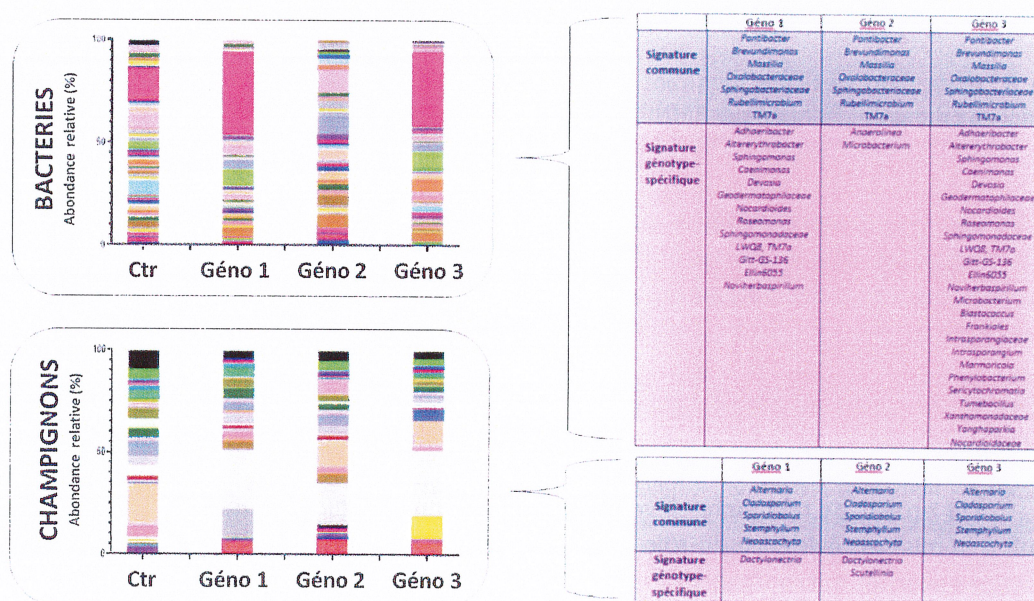 BACTERIES
Abondance relative (%)
100
50
0
Ctr
Géno 1
Géno 2
Géno 3
CHAMPIGNONS
Abondance relative (%)
100
50
0
Ctr
Géno 1
Géno 2
Géno 3
Géno 1 Géno 2 Géno 3
Signature commune
Pontibacter Pontibacter Pontibacter
Brevundimonas Brevundimonas Brevundimonas
Massilia Massilia Massilia
Oxalobacteraceae Oxalobacteraceae Oxalobacteraceae
Sphingobacteriaceae Sphingobacteriaceae Sphingobacteriaceae
Rubellimicrobium Rubellimicrobium Rubellimicrobium
TM7a TM7a TM7a
Signature génotype-spécifique
Adhaeribacter Anaerolinea Adhaeribacter
Altererythrobacter Microbacterium Altererythrobacter
Sphingomonas Sphingomonas
Caenimonas Caenimonas
Devosia Devosia
Geodermatophilaceae Geodermatophilaceae
Nocardioides Nocardioides
Roseomonas Roseomonas
Sphingomonadaceae Sphingomonadaceae
LWQ8, TM7a LWQ8, TM7a
Gitt-GS-136 Gitt-GS-136
Ellin6055 Ellin6055
Noviherbaspirillum Noviherbaspirillum
Microbacterium
Blastococcus
Frankiales
Intrasporangiaceae
Intrasporangium
Marmoricola
Phenylobacterium
Sericytochromatia
Tumebacillus
Xanthomonadaceae
Yonghaparkia
Nocardioidaceae
Géno 1 Géno 2 Géno 3
Signature commune
Alternaria Alternaria Alternaria
Cladosporium Cladosporium Cladosporium
Sporidiobolus Sporidiobolus Sporidiobolus
Stemphylium Stemphylium Stemphylium
Neoascochyta Neoascochyta Neoascochyta
Signature génotype-spécifique
Dactylonectria Dactylonectria
Scutellinia